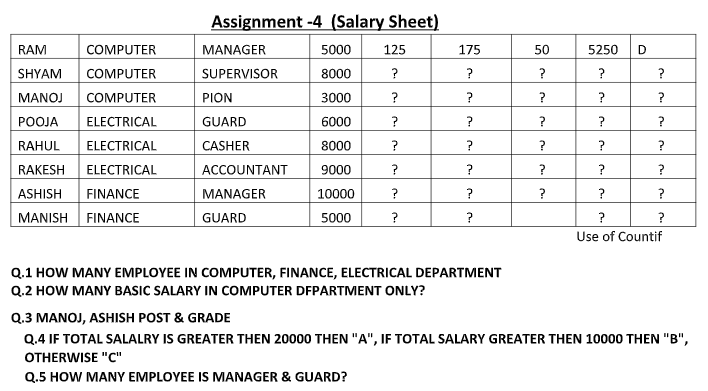 Assignment -4 (Salary Sheet)
RAM COMPUTER MANAGER 5000 125 175 50 5250 D
SHYAM COMPUTER SUPERVISOR 8000 ? ? ? ? ?
MANOJ COMPUTER PION 3000 ? ? ? ? ?
POOJA ELECTRICAL GUARD 6000 ? ? ? ? ?
RAHUL ELECTRICAL CASHER 8000 ? ? ? ? ?
RAKESH ELECTRICAL ACCOUNTANT 9000 ? ? ? ? ?
ASHISH FINANCE MANAGER 10000 ? ? ? ? ?
MANISH FINANCE GUARD 5000 ? ? ? ?
Use of Countif
Q.1 HOW MANY EMPLOYEE IN COMPUTER, FINANCE, ELECTRICAL DEPARTMENT
Q.2 HOW MANY BASIC SALARY IN COMPUTER DFPARTMENT ONLY?
Q.3 MANOJ, ASHISH POST & GRADE
Q.4 IF TOTAL SALALRY IS GREATER THEN 20000 THEN "A", IF TOTAL SALARY GREATER THEN 10000 THEN "B",
OTHERWISE "C"
Q.5 HOW MANY EMPLOYEE IS MANAGER & GUARD?